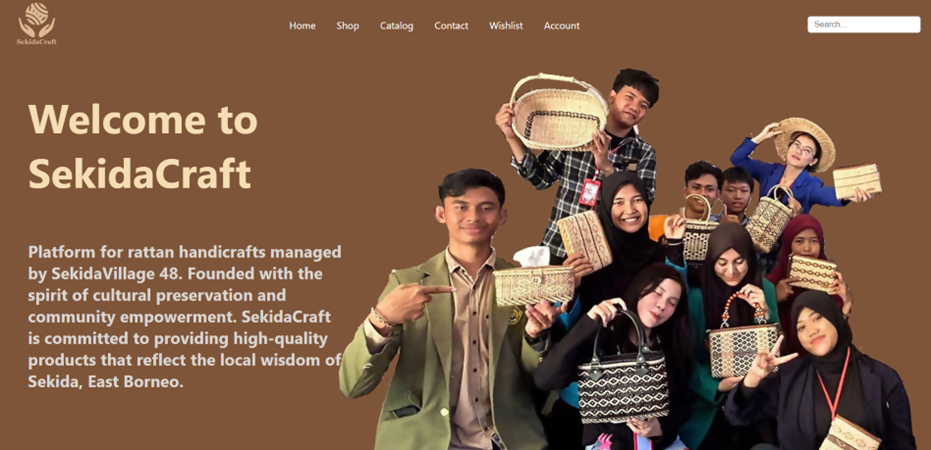 SekidaCraft
Home Shop Catalog Contact Wishlist Account
Search...
Welcome to
SekidaCraft
Platform for rattan handicrafts managed
by SekidaVillage 48. Founded with the
spirit of cultural preservation and
community empowerment. SekidaCraft
is committed to providing high-quality
products that reflect the local wisdom of
Sekida, East Borneo.